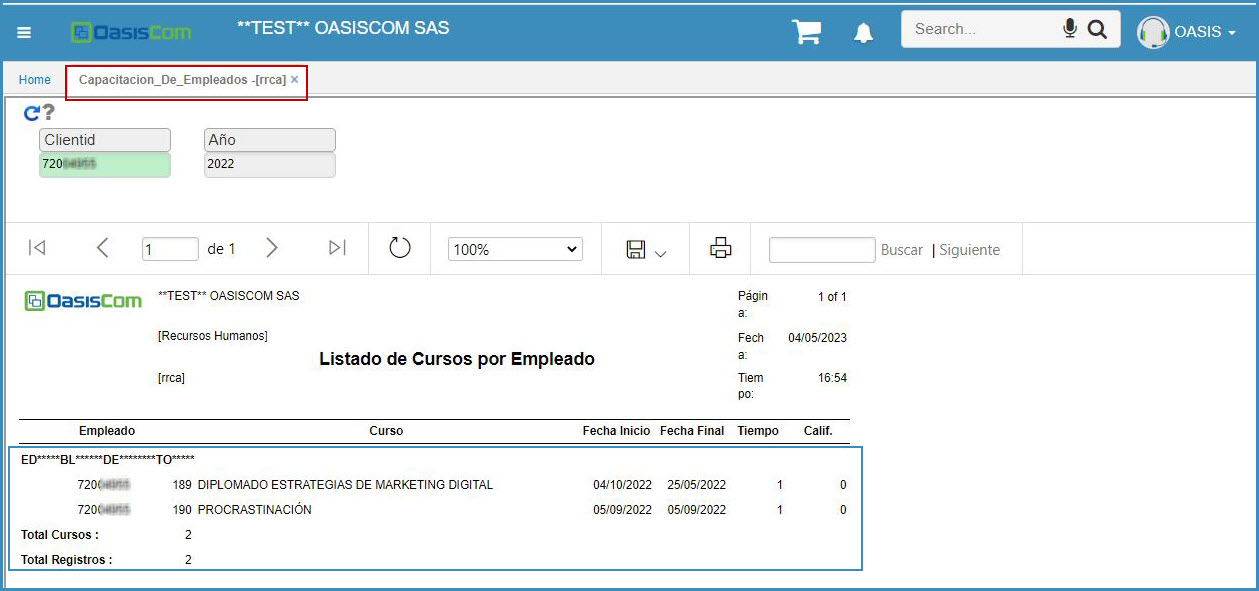 OasisCom **TEST** OASISCOM SAS Search... OASIS
Home Capacitacion_De_Empleados -[rrca] ×
?
Clientid Año
720 2022
1 de 1 100% Buscar | Siguiente
OasisCom **TEST** OASISCOM SAS Página: 1 of 1
[Recursos Humanos] Fecha: 04/05/2023
Listado de Cursos por Empleado
[rrca] Tiempo: 16:54
Empleado Curso Fecha Inicio Fecha Final Tiempo Calif.
ED*****BL******DE********TO*****
720 189 DIPLOMADO ESTRATEGIAS DE MARKETING DIGITAL 04/10/2022 25/05/2022 1 0
720 190 PROCRASTINACIÓN 05/09/2022 05/09/2022 1 0
Total Cursos : 2
Total Registros : 2